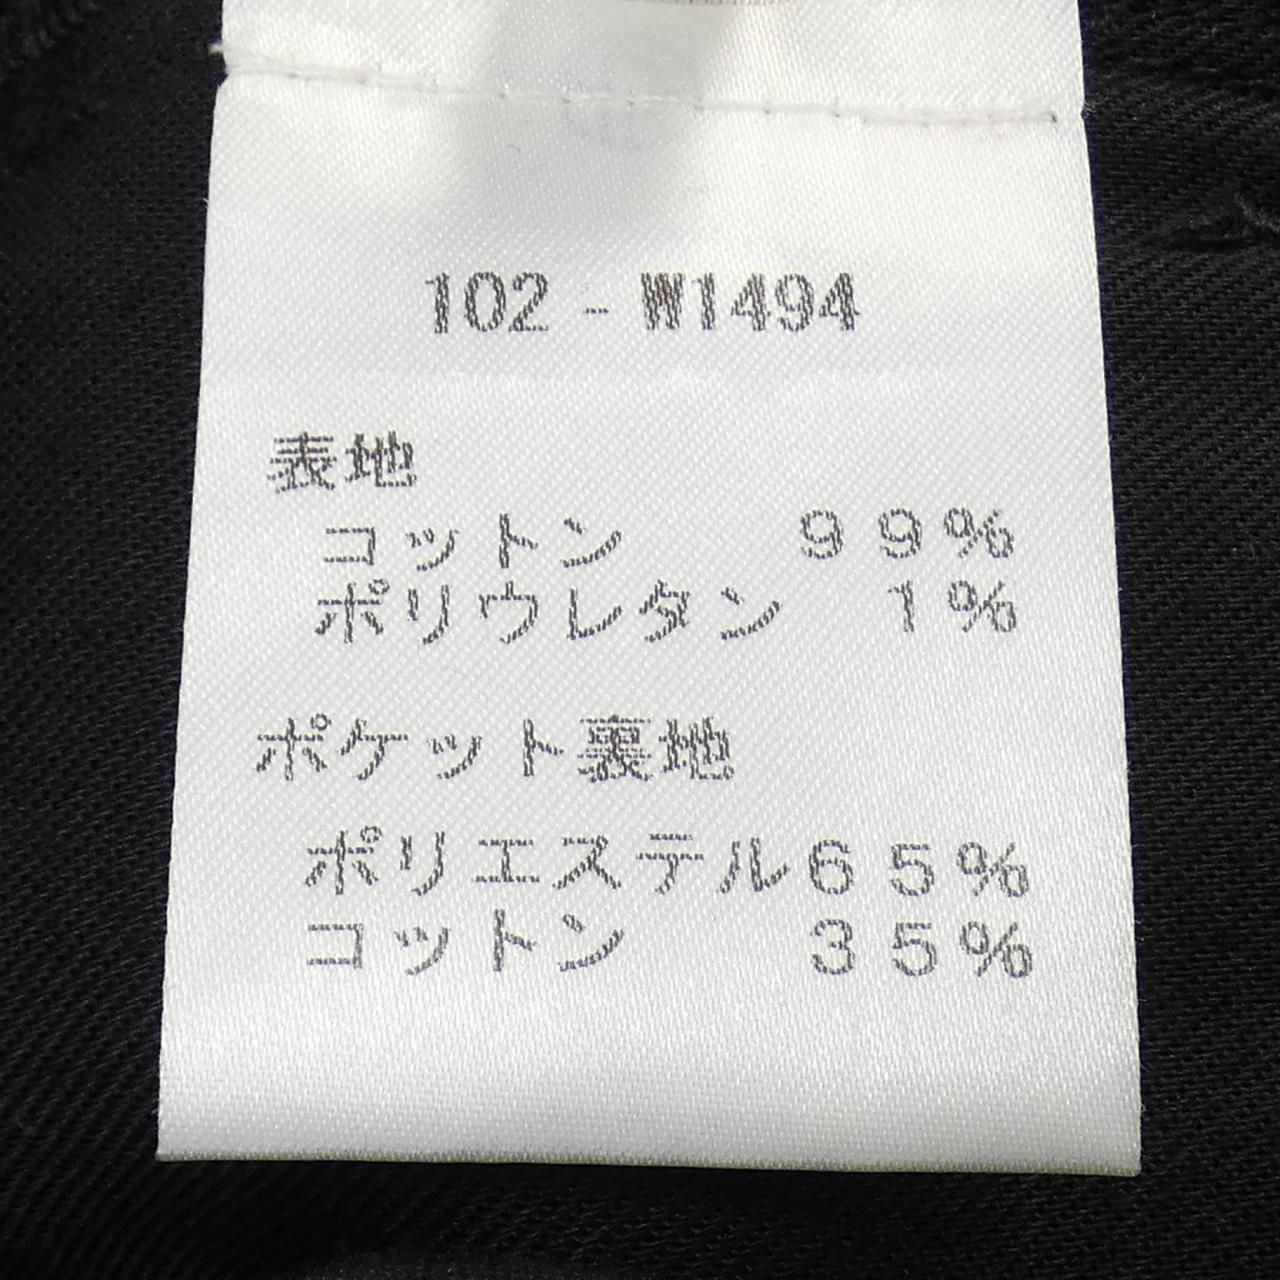 102 - W1494
表地
コットン 99%
ポリウレタン 1%
ポケット裏地
ポリエステル65%
コットン 35%